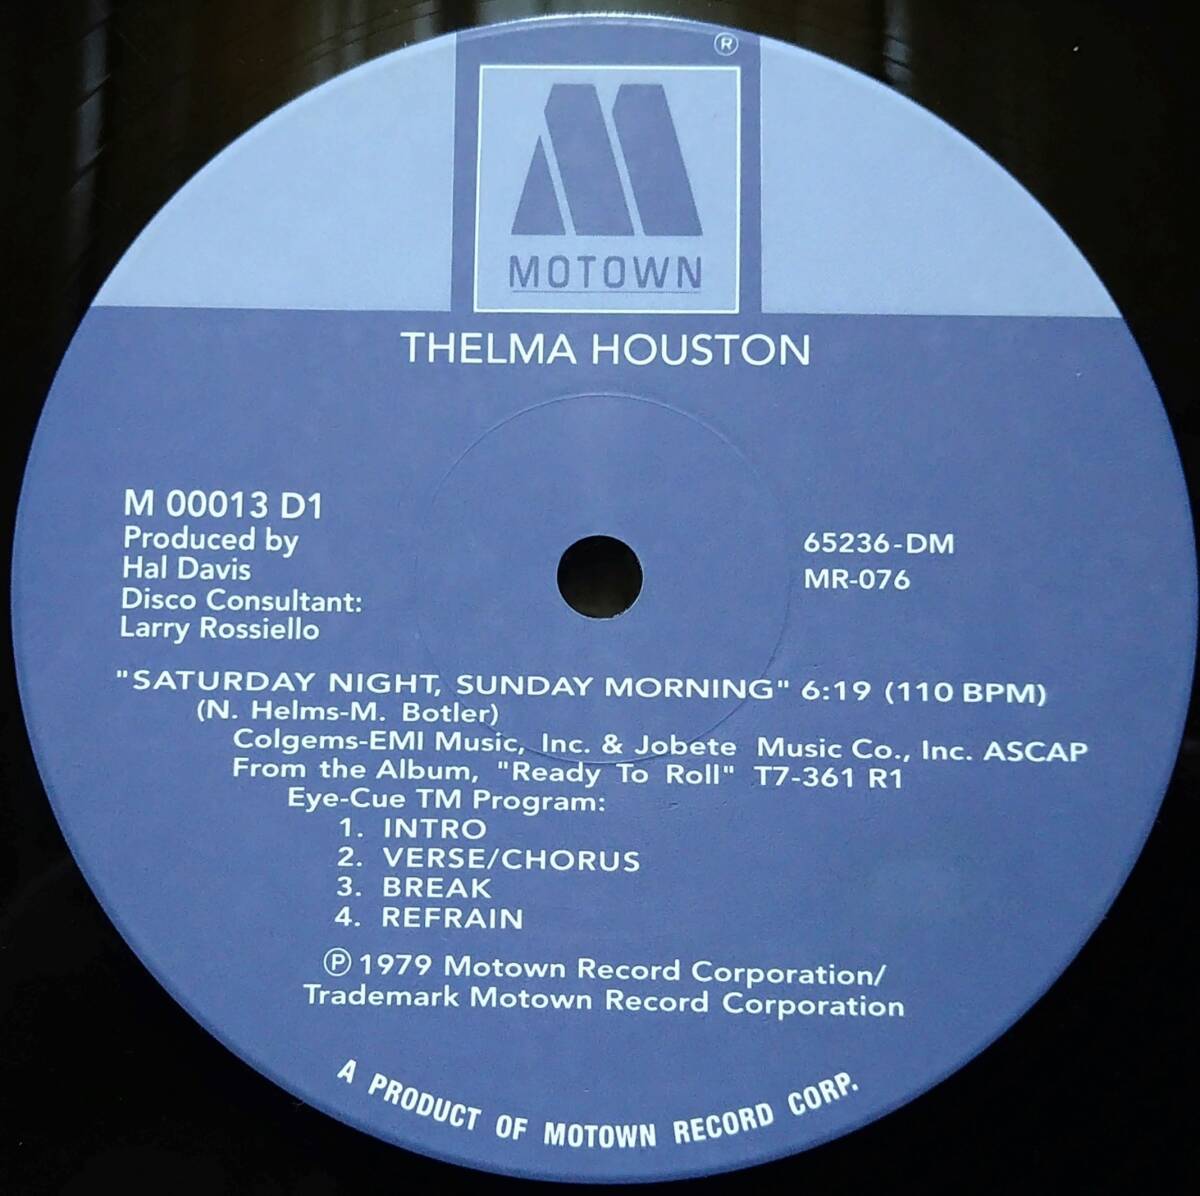 ®
MOTOWN
THELMA HOUSTON
M 00013 D1
Produced by
Hal Davis
Disco Consultant:
Larry Rossiello
65236-DM
MR-076
"SATURDAY NIGHT, SUNDAY MORNING" 6:19 (110 BPM)
(N. Helms-M. Botler)
Colgems-EMI Music, Inc. & Jobete Music Co., Inc. ASCAP
From the Album, "Ready To Roll" T7-361 R1
Eye-Cue TM Program:
1. INTRO
2. VERSE/CHORUS
3. BREAK
4. REFRAIN
℗ 1979 Motown Record Corporation/
Trademark Motown Record Corporation
A PRODUCT OF MOTOWN RECORD CORP.